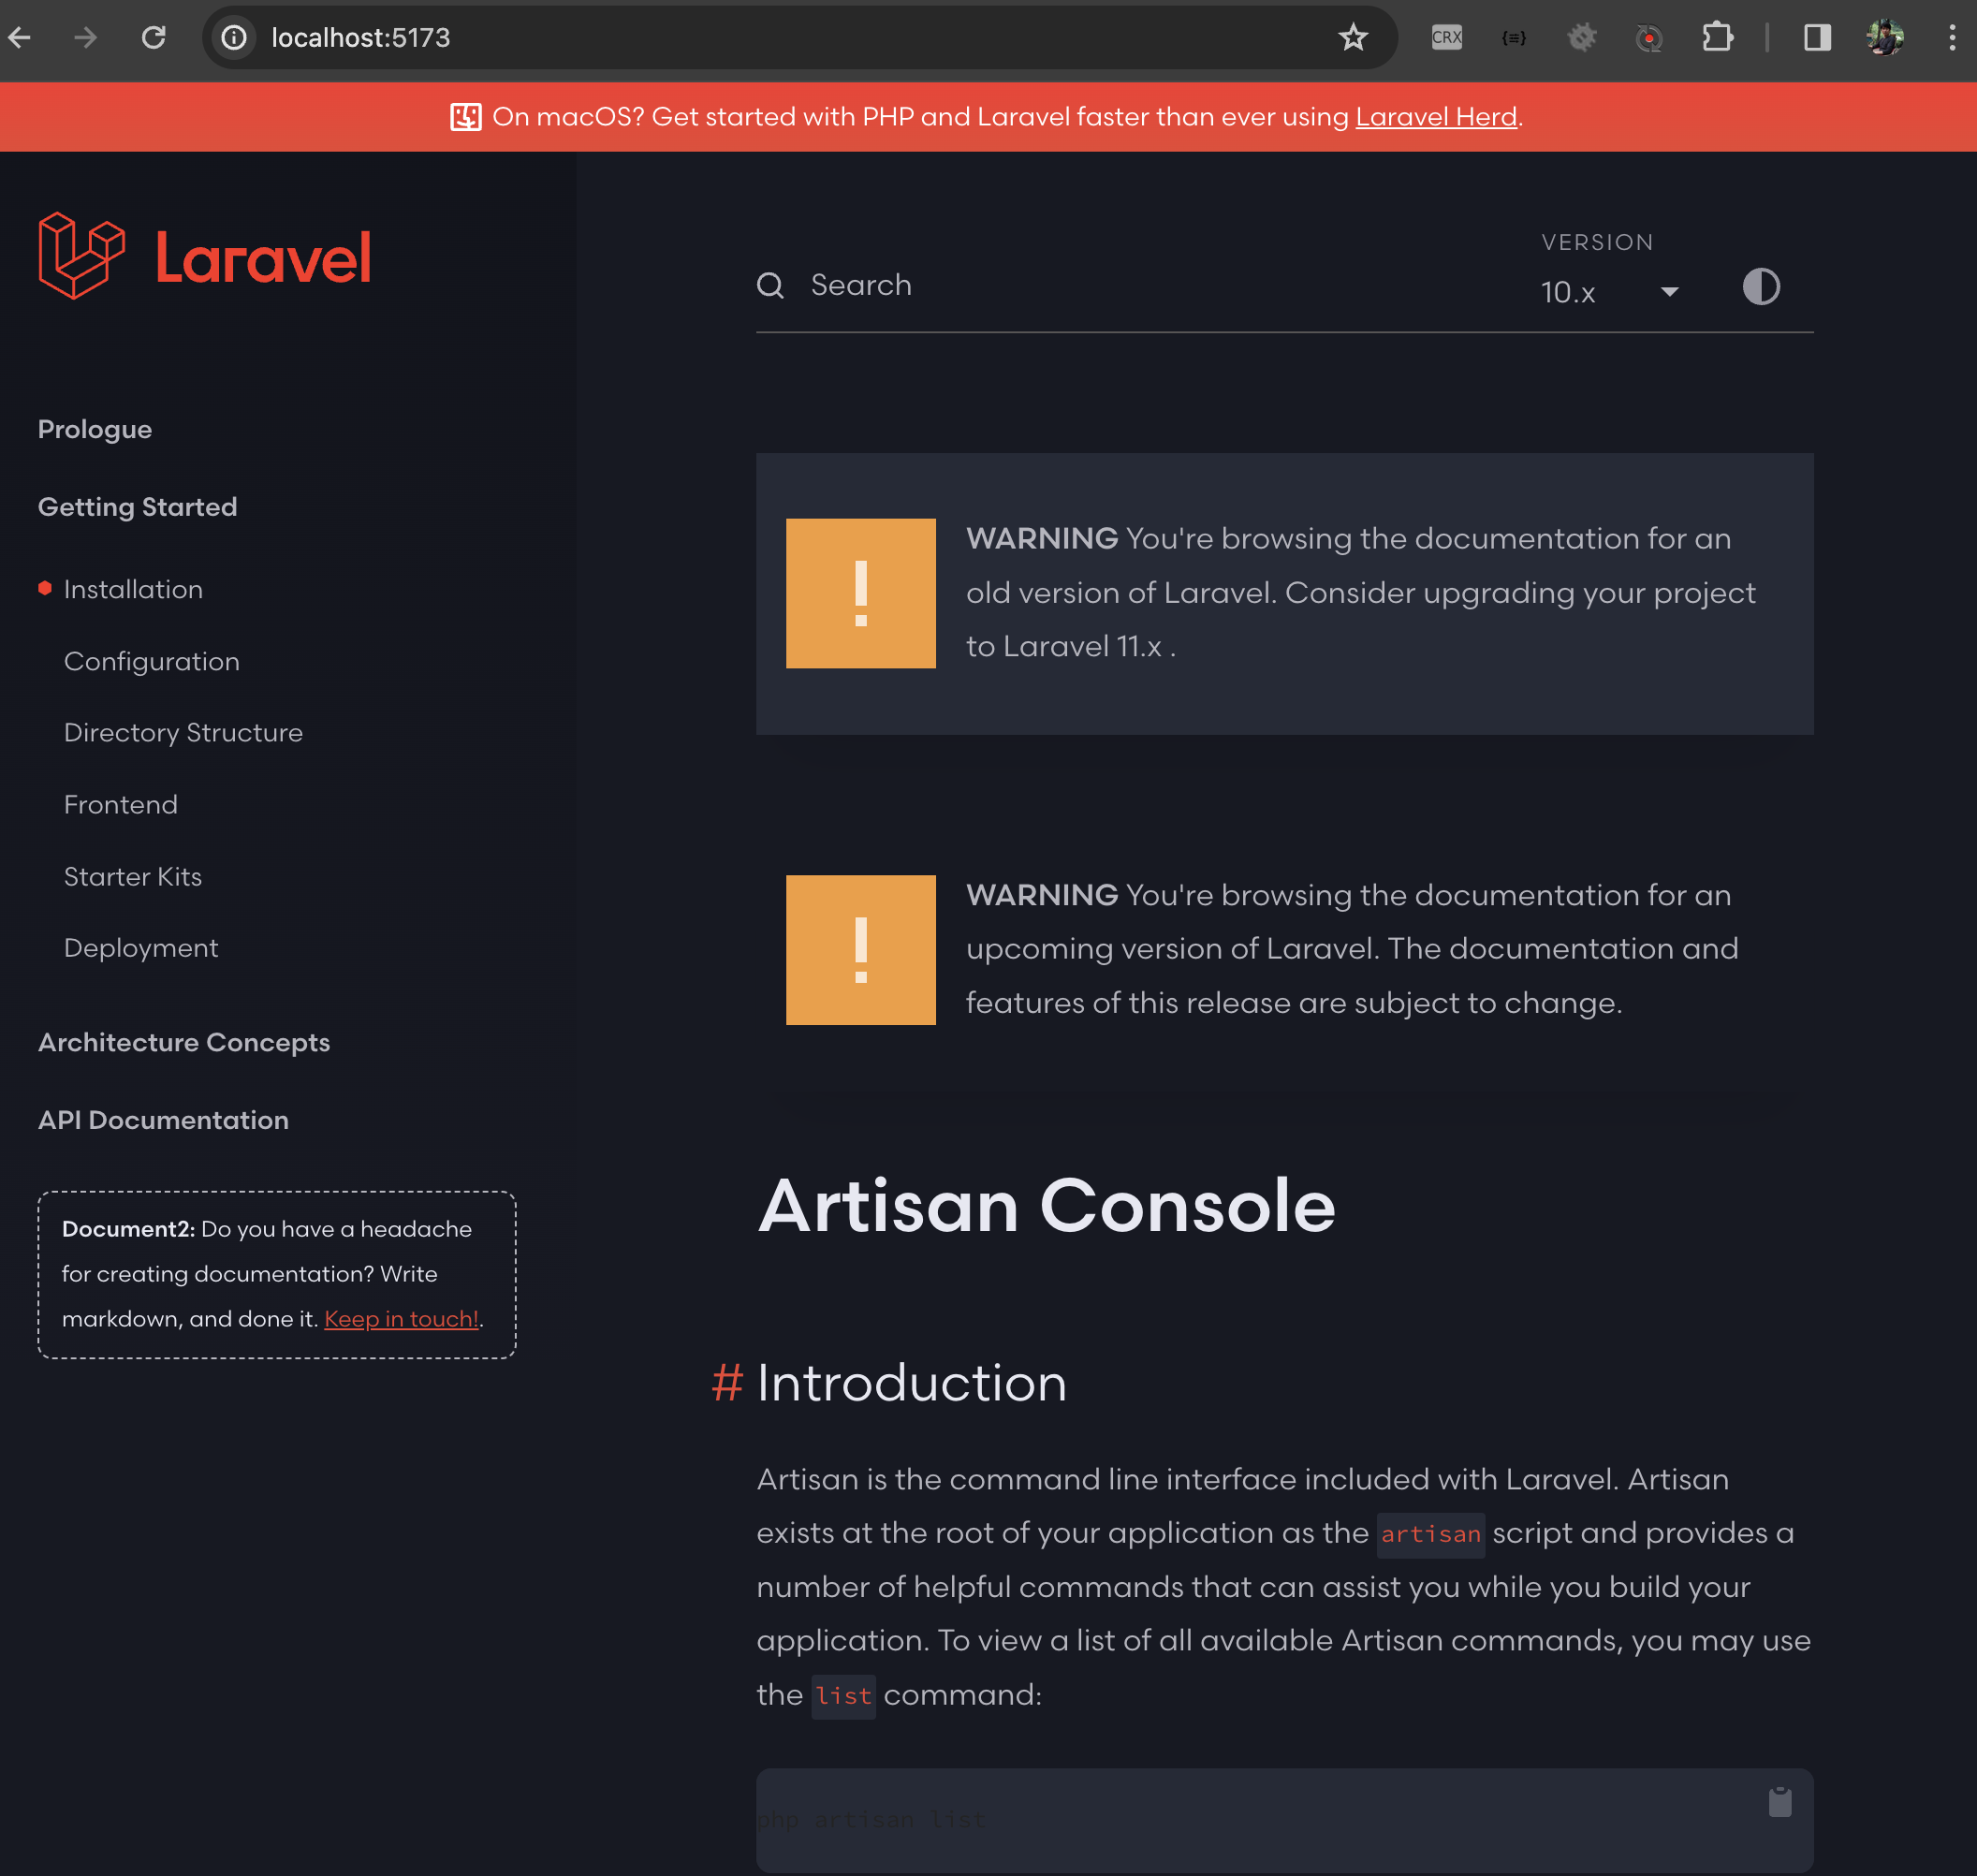 localhost:5173
CRX
On macOS? Get started with PHP and Laravel faster than ever using Laravel Herd.
Laravel
Search
VERSION
10.x
Prologue
Getting Started
Installation
Configuration
Directory Structure
Frontend
Starter Kits
Deployment
Architecture Concepts
API Documentation
Document2: Do you have a headache
for creating documentation? Write
markdown, and done it. Keep in touch!.
WARNING You're browsing the documentation for an
old version of Laravel. Consider upgrading your project
to Laravel 11.x .
WARNING You're browsing the documentation for an
upcoming version of Laravel. The documentation and
features of this release are subject to change.
Artisan Console
# Introduction
Artisan is the command line interface included with Laravel. Artisan
exists at the root of your application as the artisan script and provides a
number of helpful commands that can assist you while you build your
application. To view a list of all available Artisan commands, you may use
the list command:
php artisan list